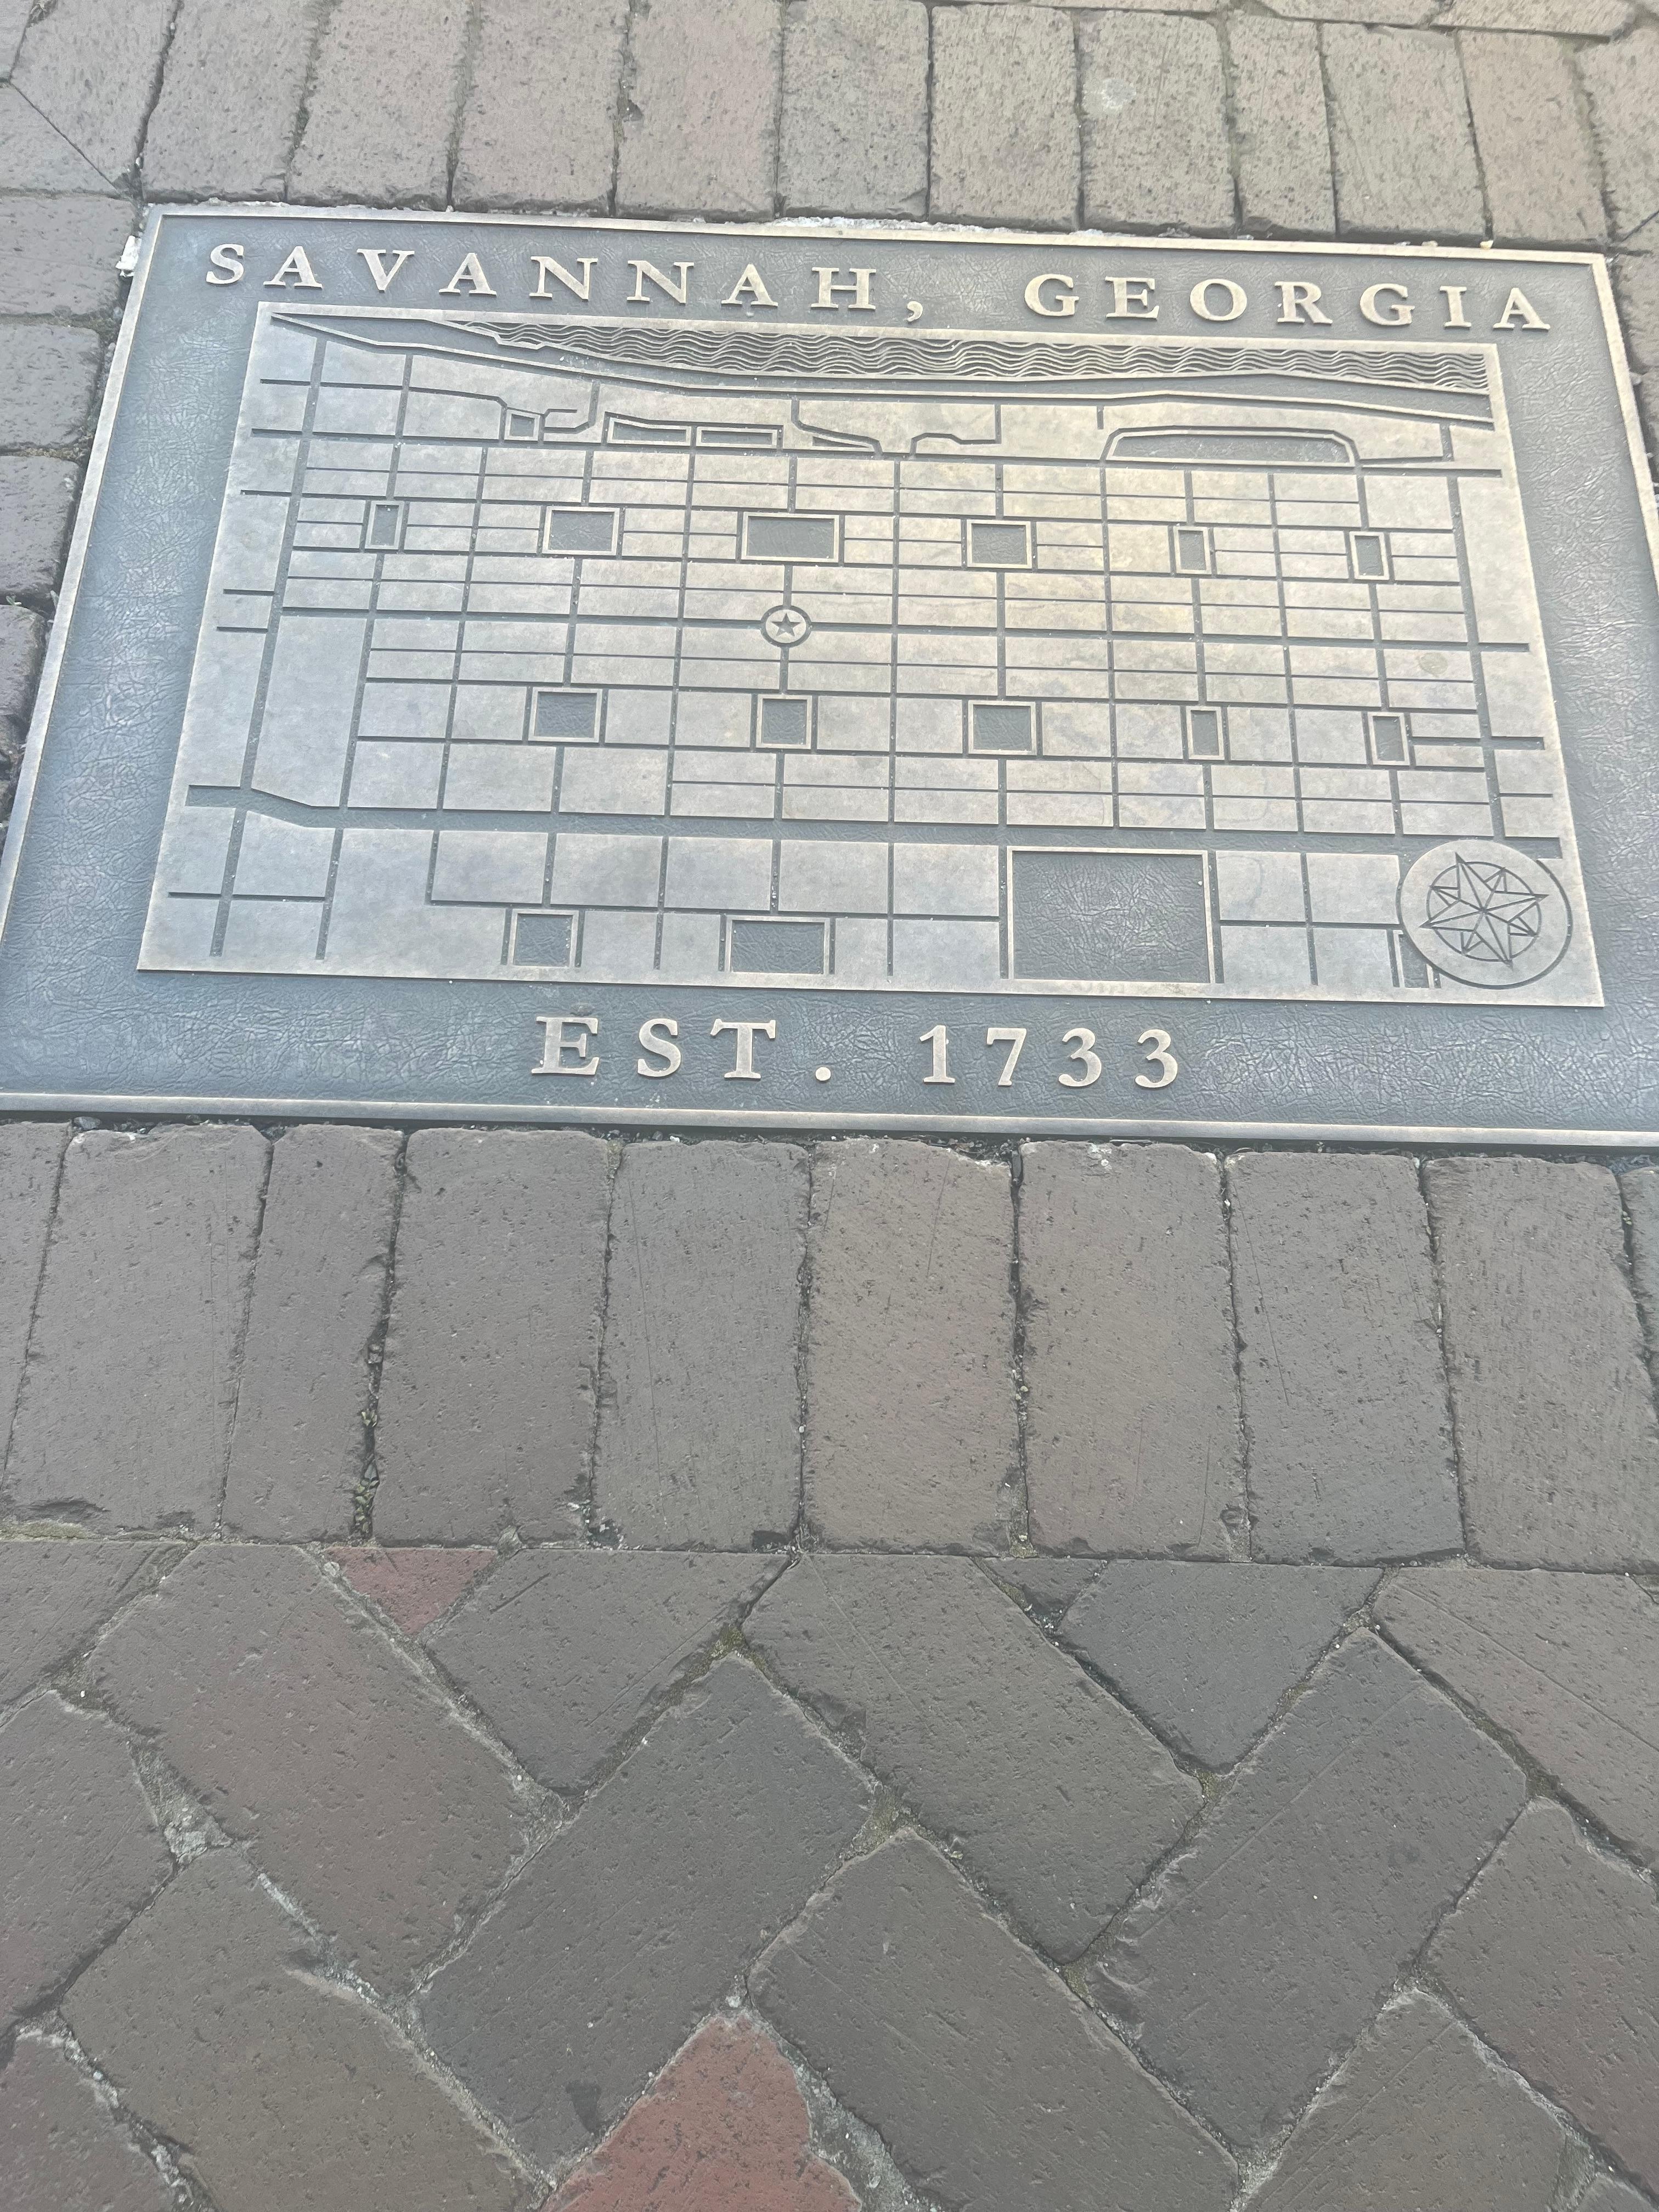 SAVANNAH, GEORGIA
EST. 1733